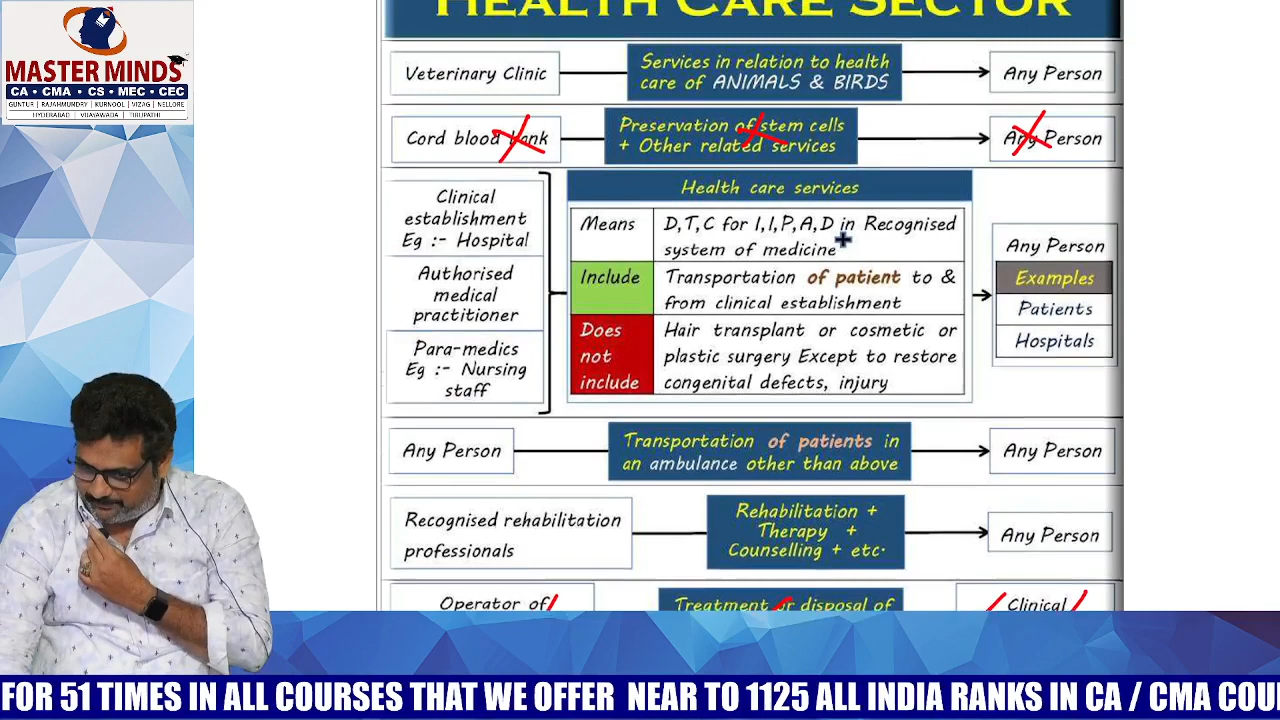 HEALTH CARE SECTOR
MASTER MINDS
CA • CMA • CS • MEC • CEC
GUNTUR | RAJAHMUNDRY | KURNOOL | VIZAG | NELLORE
HYDERABAD | VIJAYAWADA | TIRUPATHI
Veterinary Clinic
Services in relation to health
care of ANIMALS & BIRDS
Any Person
Cord blood bank
Preservation of stem cells
+ Other related services
Any Person
Clinical
establishment
Eg :- Hospital
Authorised
medical
practitioner
Para-medics
Eg :- Nursing
staff
Health care services
Means
D,T,C for I,I,P,A,D in Recognised
system of medicine
Include
Transportation of patient to &
from clinical establishment
Does
not
include
Hair transplant or cosmetic or
plastic surgery Except to restore
congenital defects, injury
Any Person
Examples
Patients
Hospitals
Any Person
Transportation of patients in
an ambulance other than above
Any Person
Recognised rehabilitation
professionals
Rehabilitation +
Therapy +
Counselling + etc.
Any Person
Operator of
Treatment or disposal of
Clinical
FOR 51 TIMES IN ALL COURSES THAT WE OFFER NEAR TO 1125 ALL INDIA RANKS IN CA / CMA COU